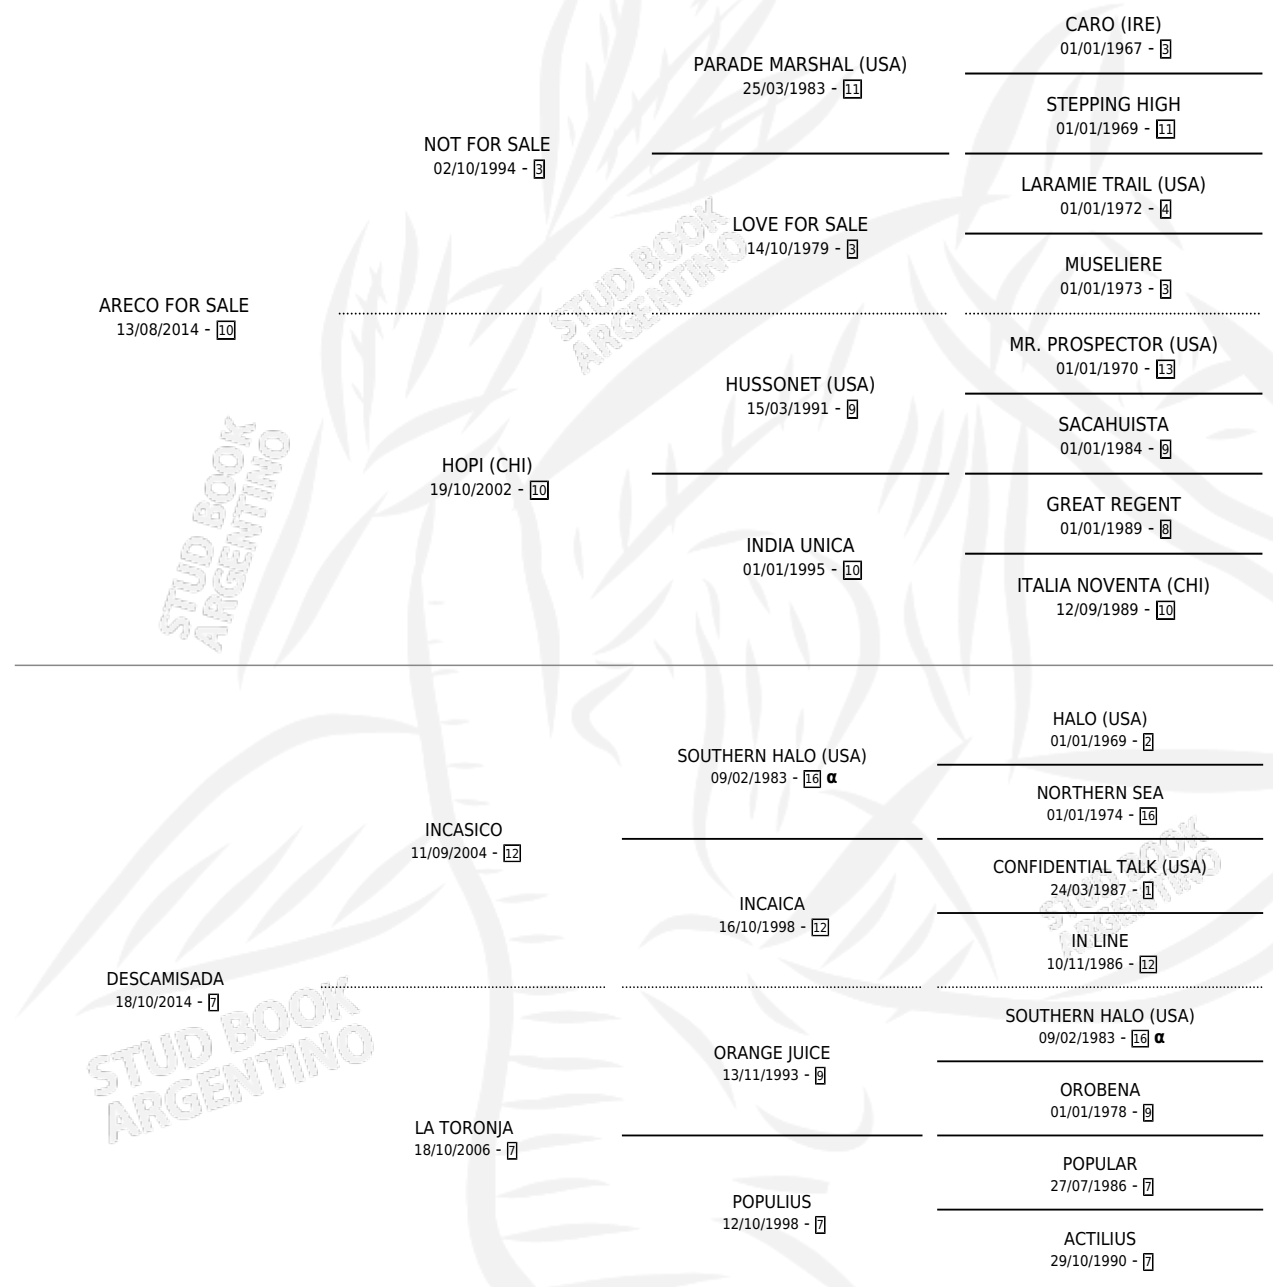 CARO (IRE)
01/01/1967 - 3
PARADE MARSHAL (USA)
25/03/1983 - 11
STEPPING HIGH
01/01/1969 - 11
NOT FOR SALE
02/10/1994 - 3
LARAMIE TRAIL (USA)
01/01/1972 - 4
LOVE FOR SALE
14/10/1979 - 3
MUSELIERE
01/01/1973 - 3
ARECO FOR SALE
13/08/2014 - 10
STUD BOOK
ARGENTINO
MR. PROSPECTOR (USA)
01/01/1970 - 13
HUSSONET (USA)
15/03/1991 - 9
SACAHUISTA
01/01/1984 - 9
HOPI (CHI)
19/10/2002 - 10
GREAT REGENT
01/01/1989 - 8
INDIA UNICA
01/01/1995 - 10
ITALIA NOVENTA (CHI)
12/09/1989 - 10
STUD BOOK
ARGENTINO
HALO (USA)
01/01/1969 - 2
SOUTHERN HALO (USA)
09/02/1983 - 16 α
NORTHERN SEA
01/01/1974 - 16
INCASICO
11/09/2004 - 12
CONFIDENTIAL TALK (USA)
24/03/1987 - 1
INCAICA
16/10/1998 - 12
IN LINE
10/11/1986 - 12
STUD BOOK
ARGENTINO
DESCAMISADA
18/10/2014 - 7
STUD BOOK
ARGENTINO
SOUTHERN HALO (USA)
09/02/1983 - 16 α
ORANGE JUICE
13/11/1993 - 9
OROBENA
01/01/1978 - 9
LA TORONJA
18/10/2006 - 7
POPULAR
27/07/1986 - 7
POPULIUS
12/10/1998 - 7
ACTILIUS
29/10/1990 - 7